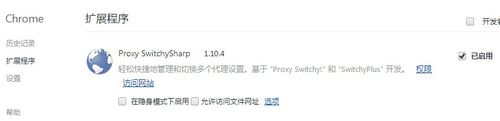 Chrome 扩展程序 开发
历史记录
扩展程序 Proxy SwitchySharp 1.10.4 已启用
轻松快捷地管理和切换多个代理设置。基于 "Proxy Switchy!" 和 "SwitchyPlus" 开发。 权限
设置 访问网站
在隐身模式下启用 允许访问文件网址 选项
帮助